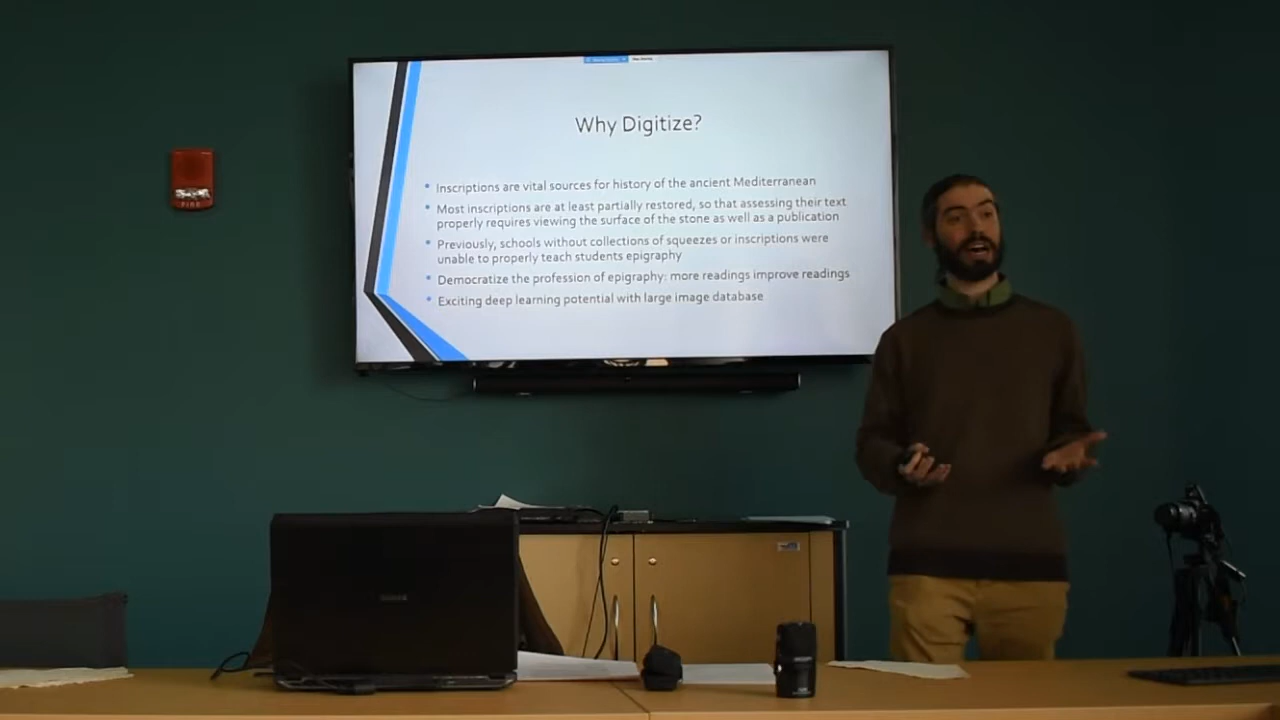 Why Digitize?
Inscriptions are vital sources for history of the ancient Mediterranean
Most inscriptions are at least partially restored, so that assessing their text
properly requires viewing the surface of the stone as well as a publication
Previously, schools without collections of squeezes or inscriptions were
unable to properly teach students epigraphy
Democratize the profession of epigraphy: more readings improve readings
Exciting deep learning potential with large image database
FIRE